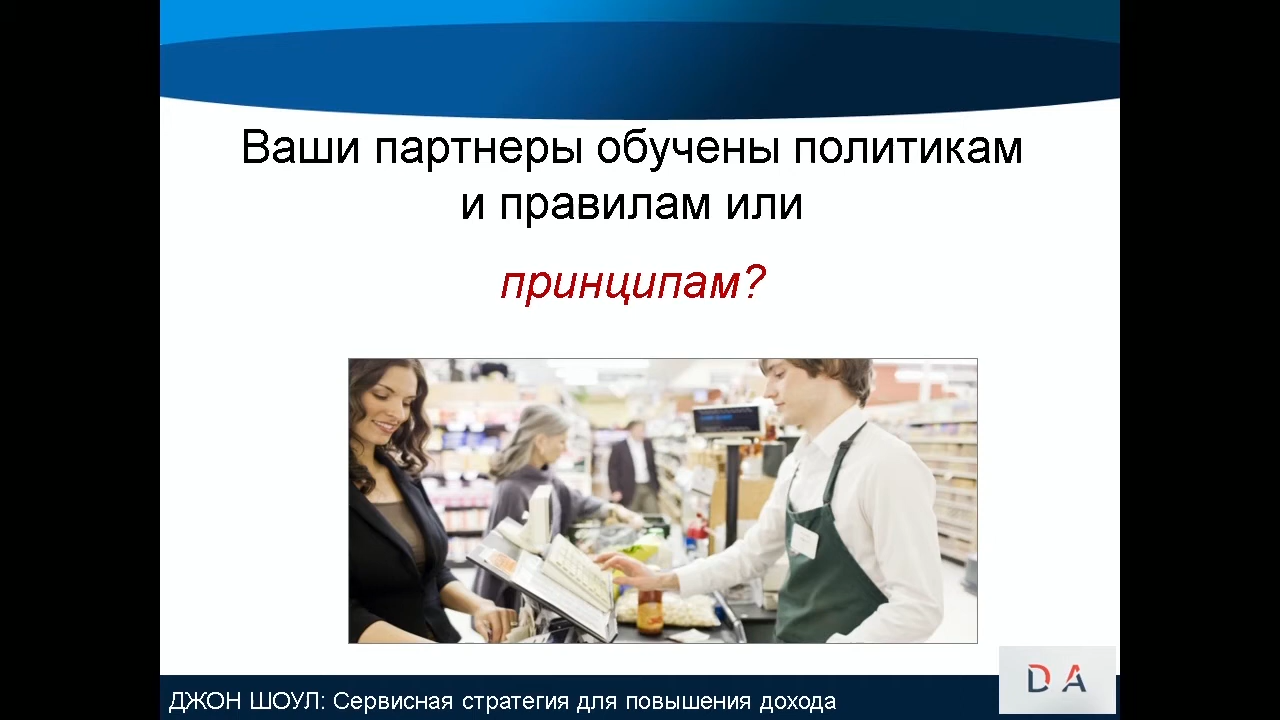 Ваши партнеры обучены политикам
и правилам или
принципам?
ДЖОН ШОУЛ: Сервисная стратегия для повышения дохода
DA